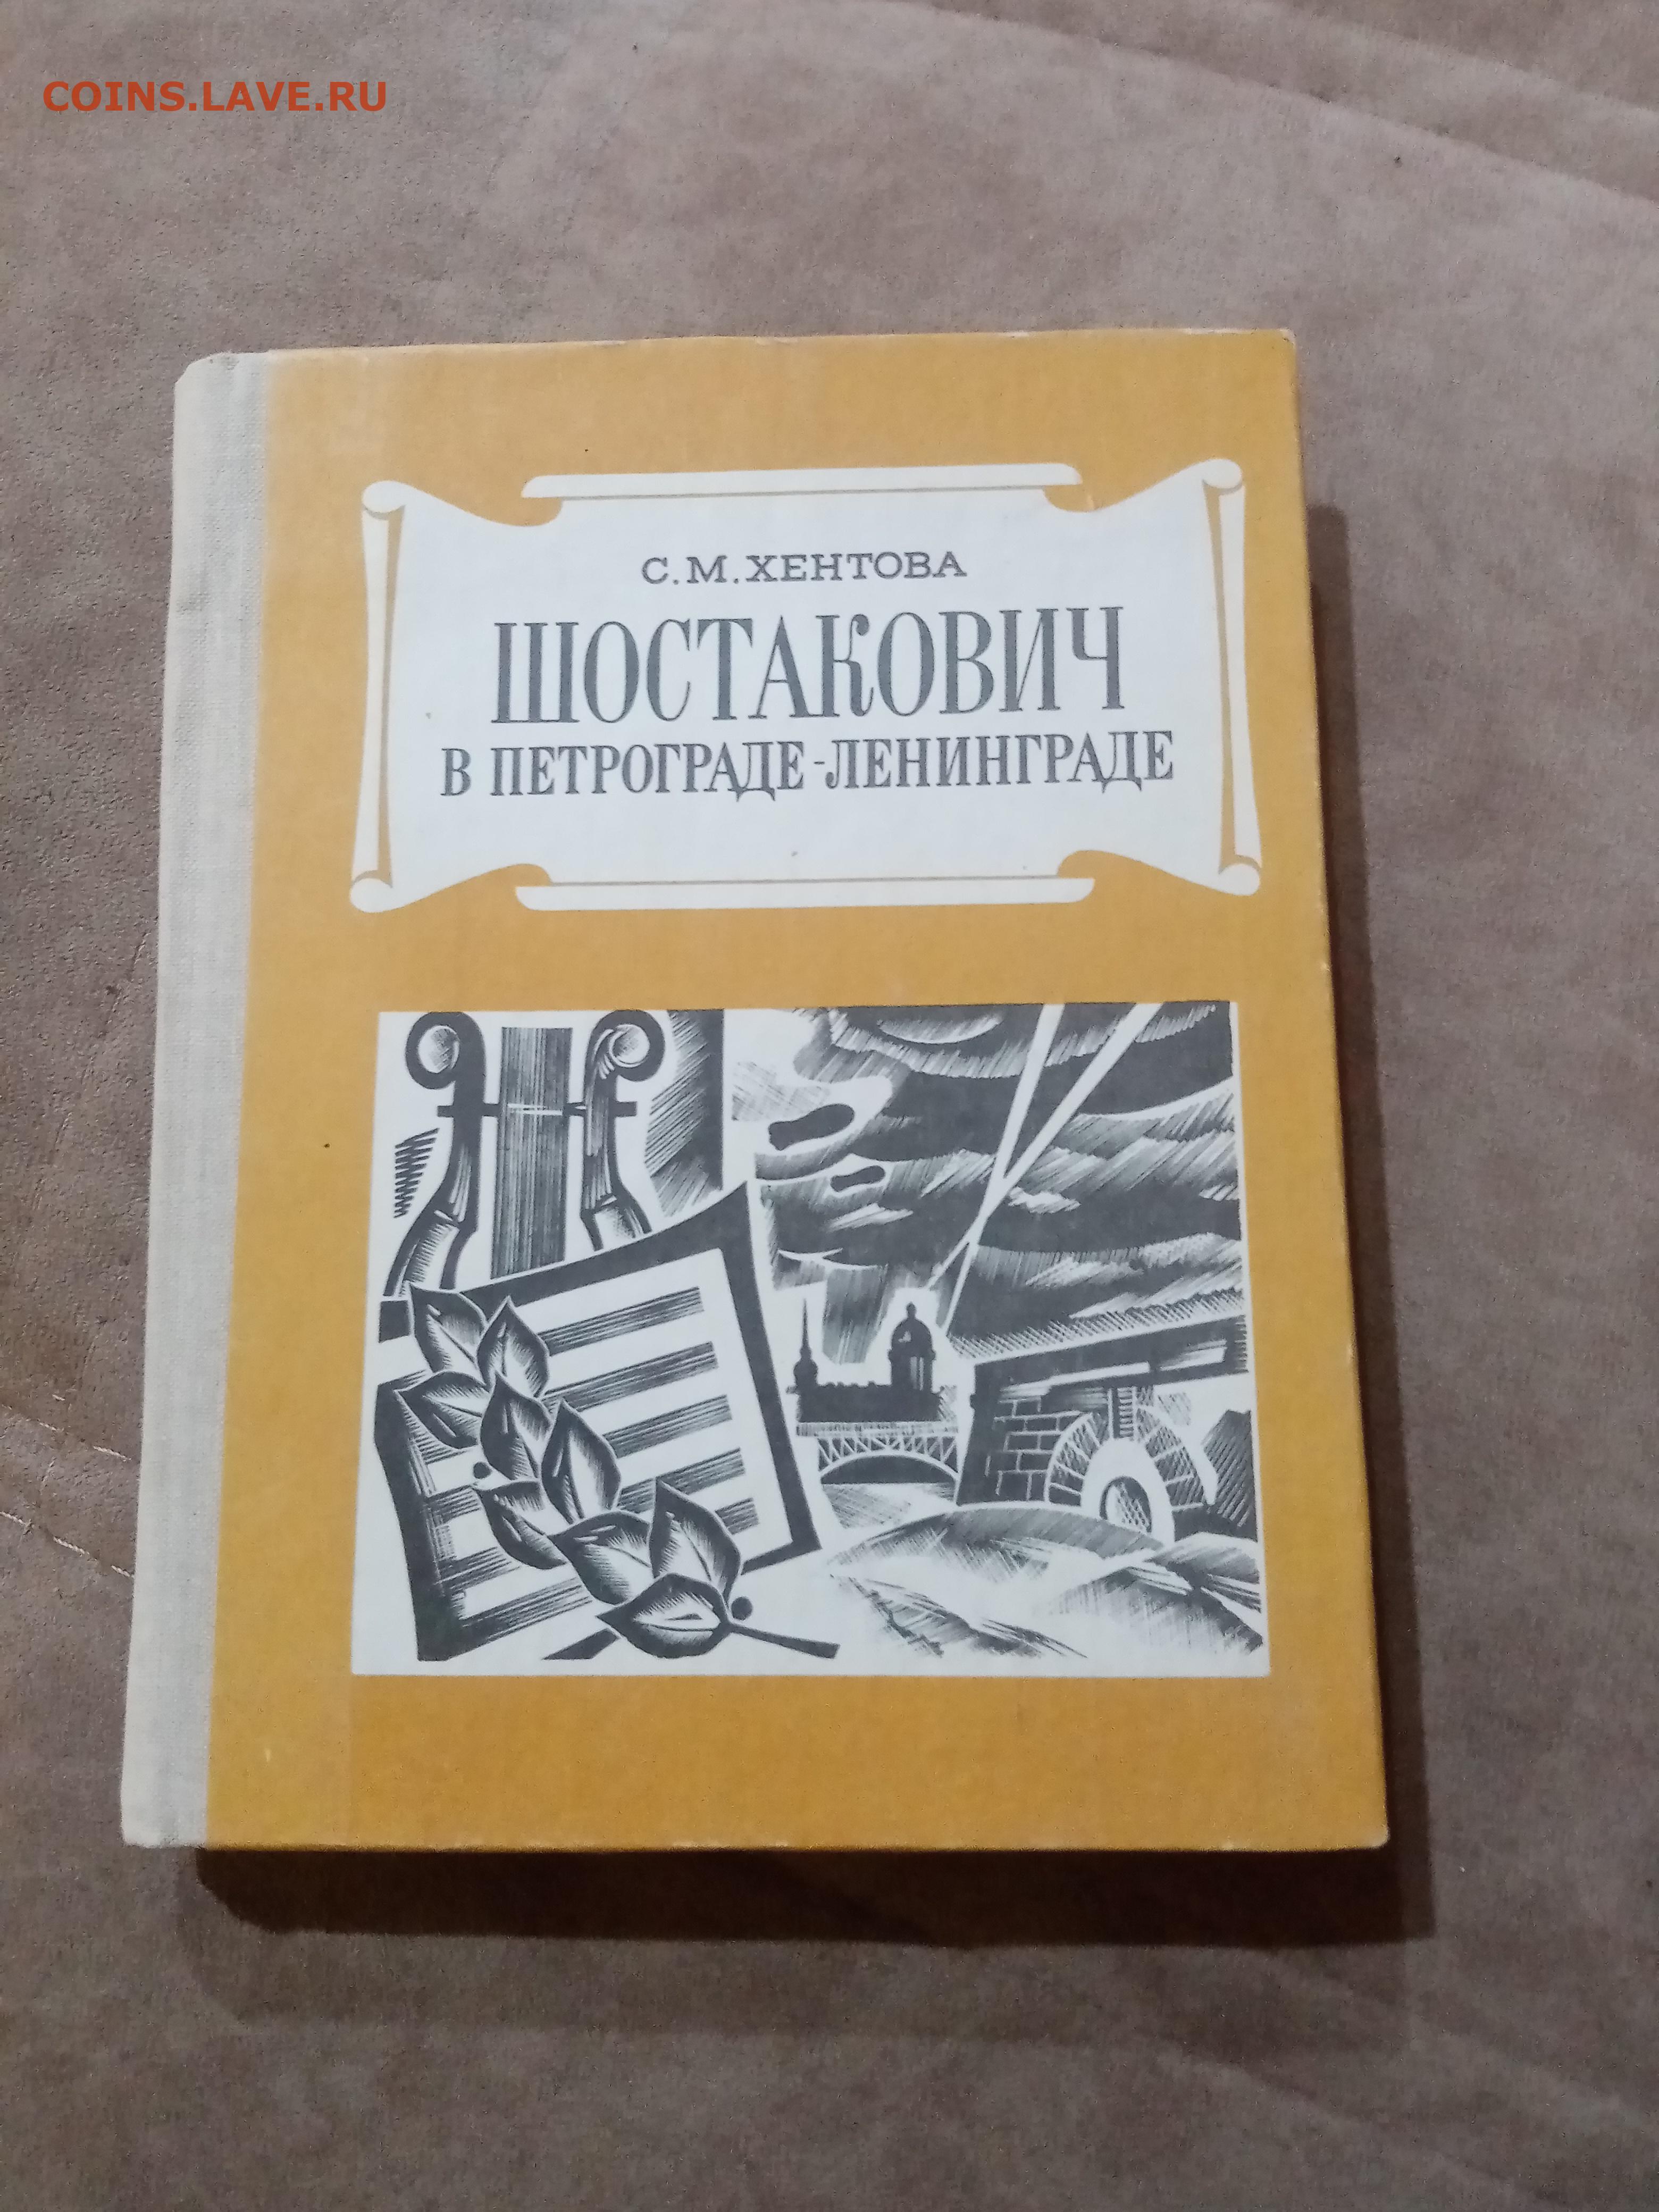 COINS.LAVE.RU
С.М.ХЕНТОВА
ШОСТАКОВИЧ
В ПЕТРОГРАДЕ-ЛЕНИНГРАДЕ